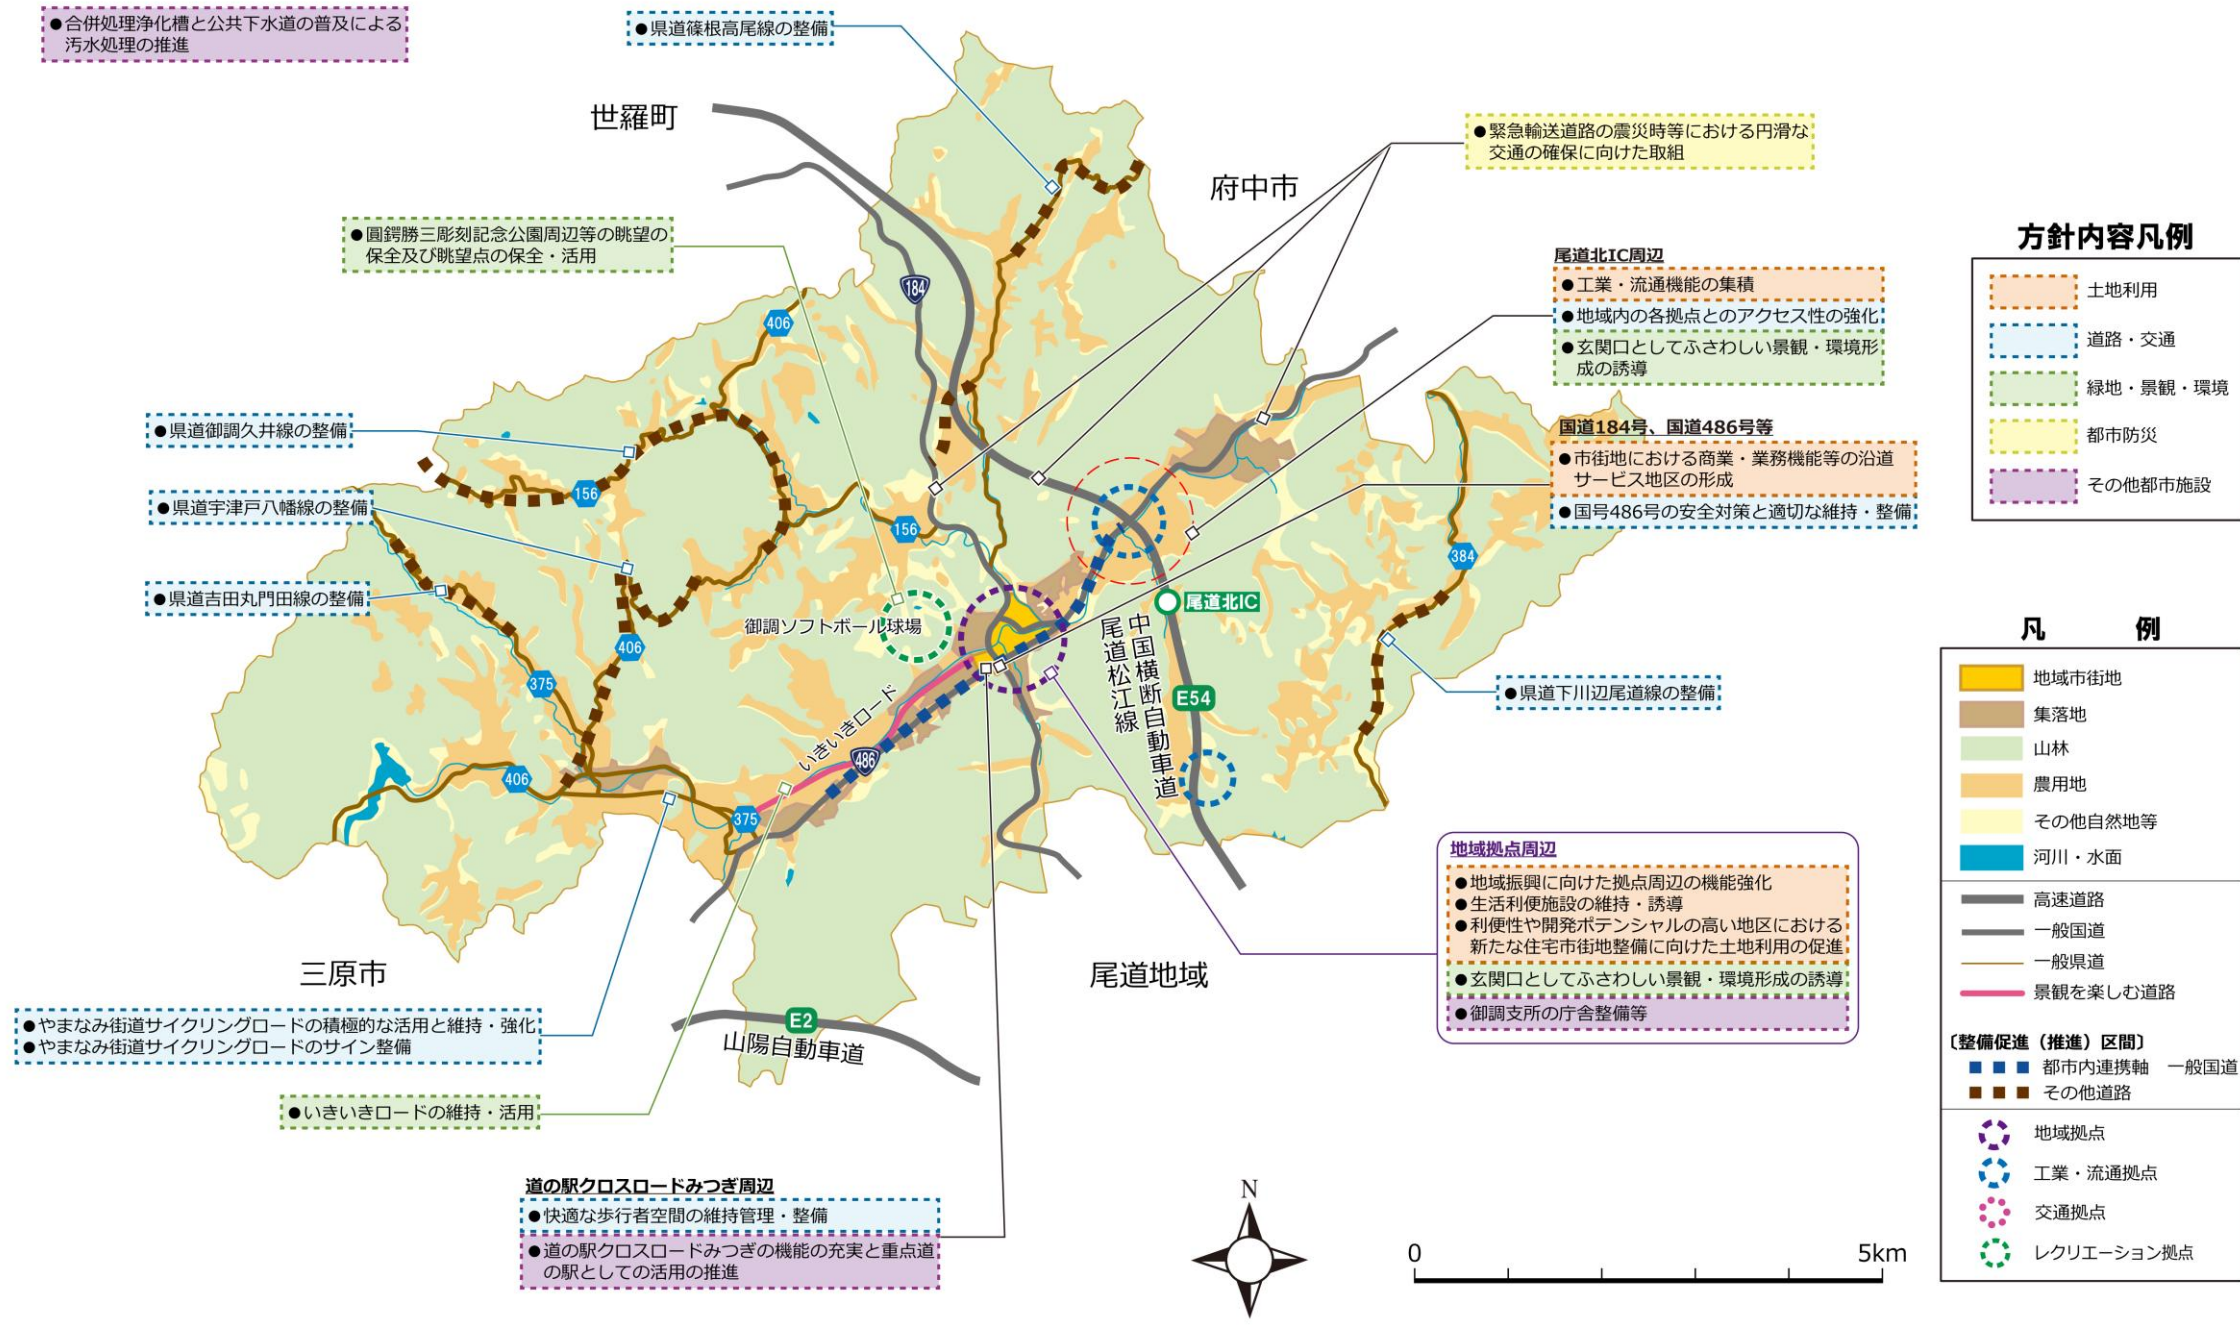 ●合併処理浄化槽と公共下水道の普及による
汚水処理の推進
●県道篠根高尾線の整備
世羅町
●緊急輸送道路の震災時等における円滑な
交通の確保に向けた取組
府中市
●圓鍔勝三彫刻記念公園周辺等の眺望の
保全及び眺望点の保全・活用
尾道北IC周辺
●工業・流通機能の集積
●地域内の各拠点とのアクセス性の強化
●玄関口としてふさわしい景観・環境形
成の誘導
184
406
●県道御調久井線の整備
国道184号、国道486号等
●市街地における商業・業務機能等の沿道
サービス地区の形成
●国号486号の安全対策と適切な維持・整備
156
●県道宇津戸八幡線の整備
156
384
●県道吉田丸門田線の整備
尾道北IC
御調ソフトボール球場
406
375
中国横断自動車道
尾道松江線
E54
●県道下川辺尾道線の整備
いきいきロード
486
406
375
地域拠点周辺
●地域振興に向けた拠点周辺の機能強化
●生活利便施設の維持・誘導
●利便性や開発ポテンシャルの高い地区における
新たな住宅市街地整備に向けた土地利用の促進
●玄関口としてふさわしい景観・環境形成の誘導
●御調支所の庁舎整備等
三原市
尾道地域
●やまなみ街道サイクリングロードの積極的な活用と維持・強化
●やまなみ街道サイクリングロードのサイン整備
E2
山陽自動車道
●いきいきロードの維持・活用
道の駅クロスロードみつぎ周辺
●快適な歩行者空間の維持管理・整備
●道の駅クロスロードみつぎの機能の充実と重点道
の駅としての活用の推進
N
0 5km
方針内容凡例
土地利用
道路・交通
緑地・景観・環境
都市防災
その他都市施設
凡 例
地域市街地
集落地
山林
農用地
その他自然地等
河川・水面
高速道路
一般国道
一般県道
景観を楽しむ道路
〔整備促進（推進）区間〕
都市内連携軸 一般国道
その他道路
地域拠点
工業・流通拠点
交通拠点
レクリエーション拠点